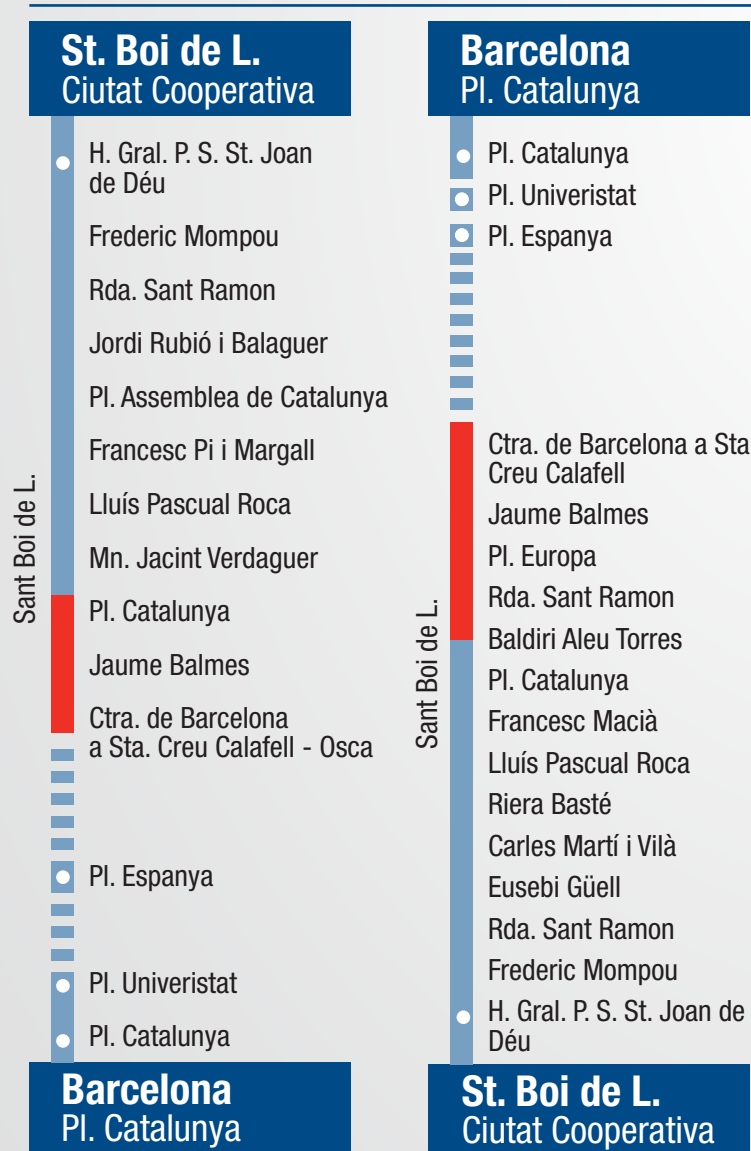 St. Boi de L.
Ciutat Cooperativa
H. Gral. P. S. St. Joan
de Déu
Frederic Mompou
Rda. Sant Ramon
Jordi Rubió i Balaguer
Pl. Assemblea de Catalunya
Francesc Pi i Margall
Lluís Pascual Roca
Mn. Jacint Verdaguer
Pl. Catalunya
Jaume Balmes
Ctra. de Barcelona
a Sta. Creu Calafell - Osca
Pl. Espanya
Pl. Univeristat
Pl. Catalunya
Sant Boi de L.
Barcelona
Pl. Catalunya
Barcelona
Pl. Catalunya
Pl. Catalunya
Pl. Univeristat
Pl. Espanya
Ctra. de Barcelona a Sta
Creu Calafell
Jaume Balmes
Pl. Europa
Rda. Sant Ramon
Baldiri Aleu Torres
Pl. Catalunya
Francesc Macià
Lluís Pascual Roca
Riera Basté
Carles Martí i Vilà
Eusebi Güell
Rda. Sant Ramon
Frederic Mompou
H. Gral. P. S. St. Joan de
Déu
Sant Boi de L.
St. Boi de L.
Ciutat Cooperativa